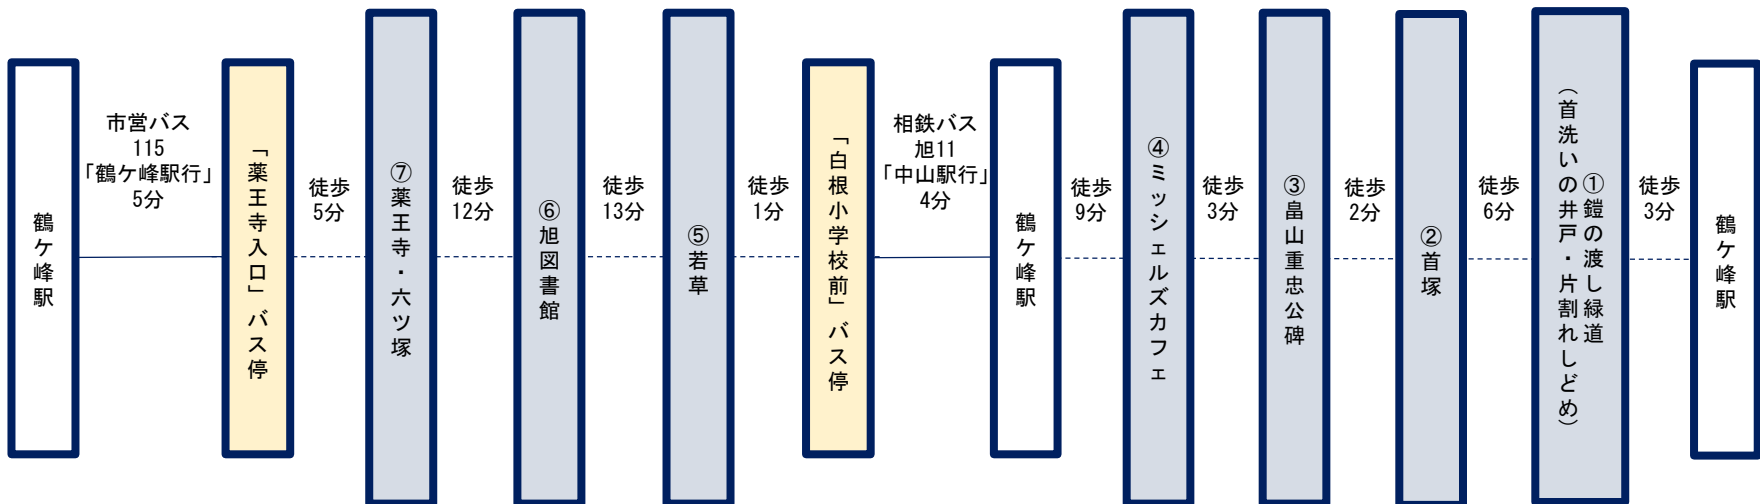 鶴ケ峰駅
徒歩
3分
①鎧の渡し緑道
（首洗いの井戸・片割れしどめ）
徒歩
6分
②首塚
徒歩
2分
③畠山重忠公碑
徒歩
3分
④ミッシェルズカフェ
徒歩
9分
鶴ケ峰駅
相鉄バス
旭11
「中山駅行」
4分
「白根小学校前」バス停
徒歩
1分
⑤若草
徒歩
13分
⑥旭図書館
徒歩
12分
⑦薬王寺・六ツ塚
徒歩
5分
「薬王寺入口」バス停
市営バス
115
「鶴ケ峰駅行」
5分
鶴ケ峰駅